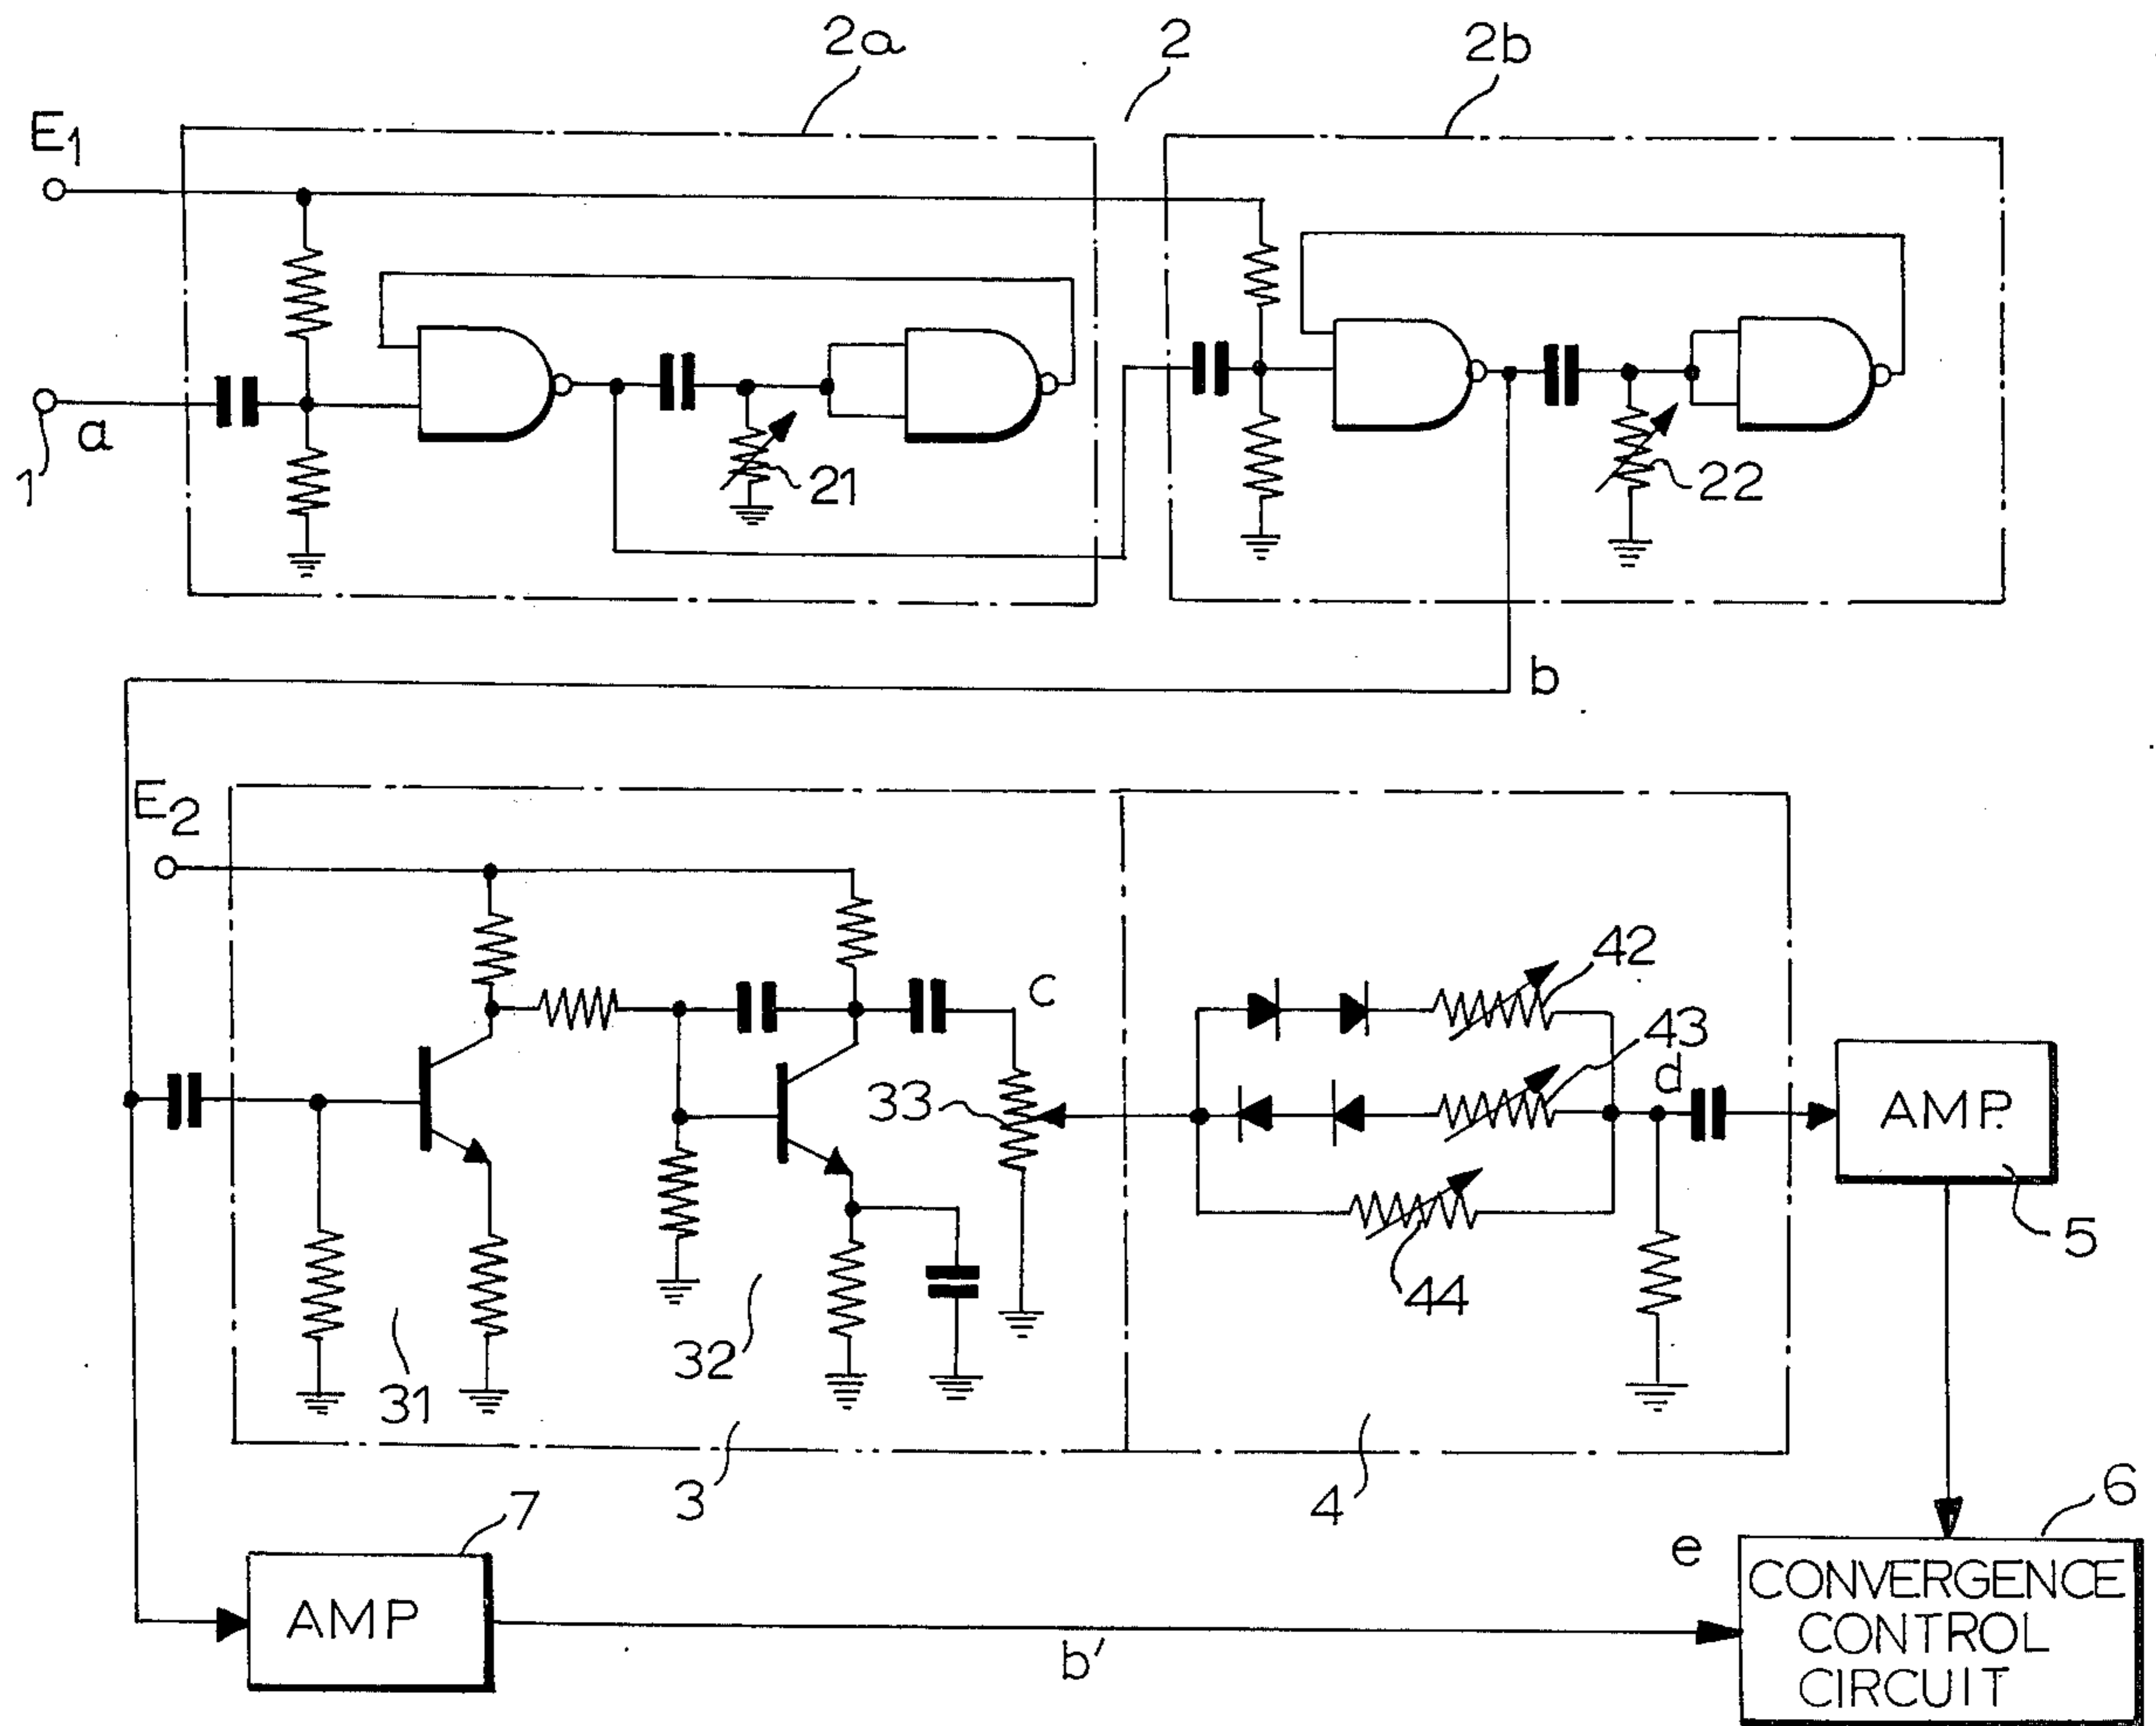 2a
2
2b
E1
a
1
21
22
b
E2
c
42
43
d
33
AMP.
5
44
32
31
3
4
7
6
e
AMP
CONVERGENCE
CONTROL
CIRCUIT
b'